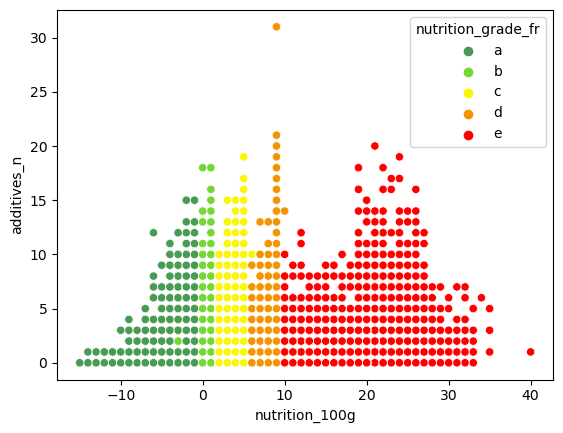 nutrition_grade_fr
a
b
c
d
e
30
25
20
15
10
5
0
additives_n
−10
0
10
20
30
40
nutrition_100g